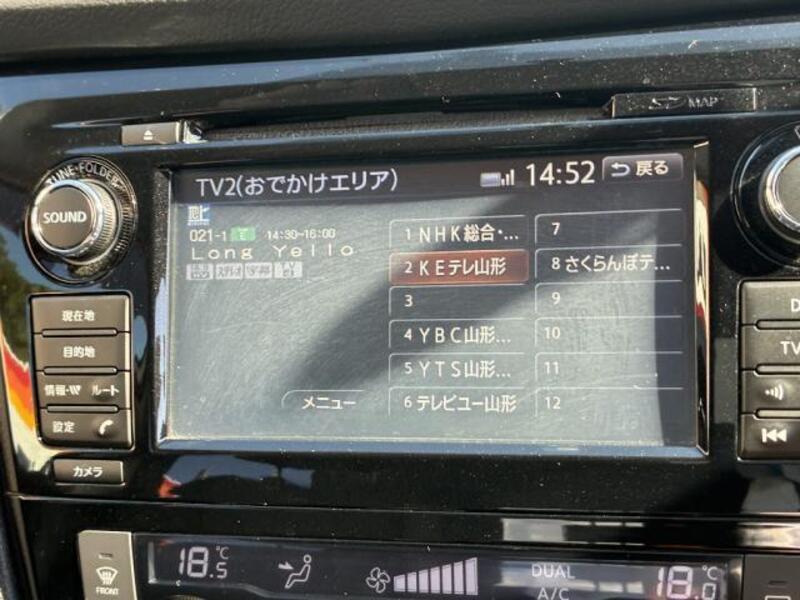 MAP
TUNE・FOLDER
SOUND
TV2(おでかけエリア)
14:52
戻る
021-1
14:30~16:00
Long Yello
1 NHK総合・...
2 KEテレ山形
3
4 YBC山形...
5 YTS山形...
6 テレビユー山形
7
8 さくらんぼテ...
9
10
11
12
メニュー
現在地
目的地
情報・VI ルート
設定
カメラ
TV
FRONT
18.5℃
DUAL
A/C
18.0℃